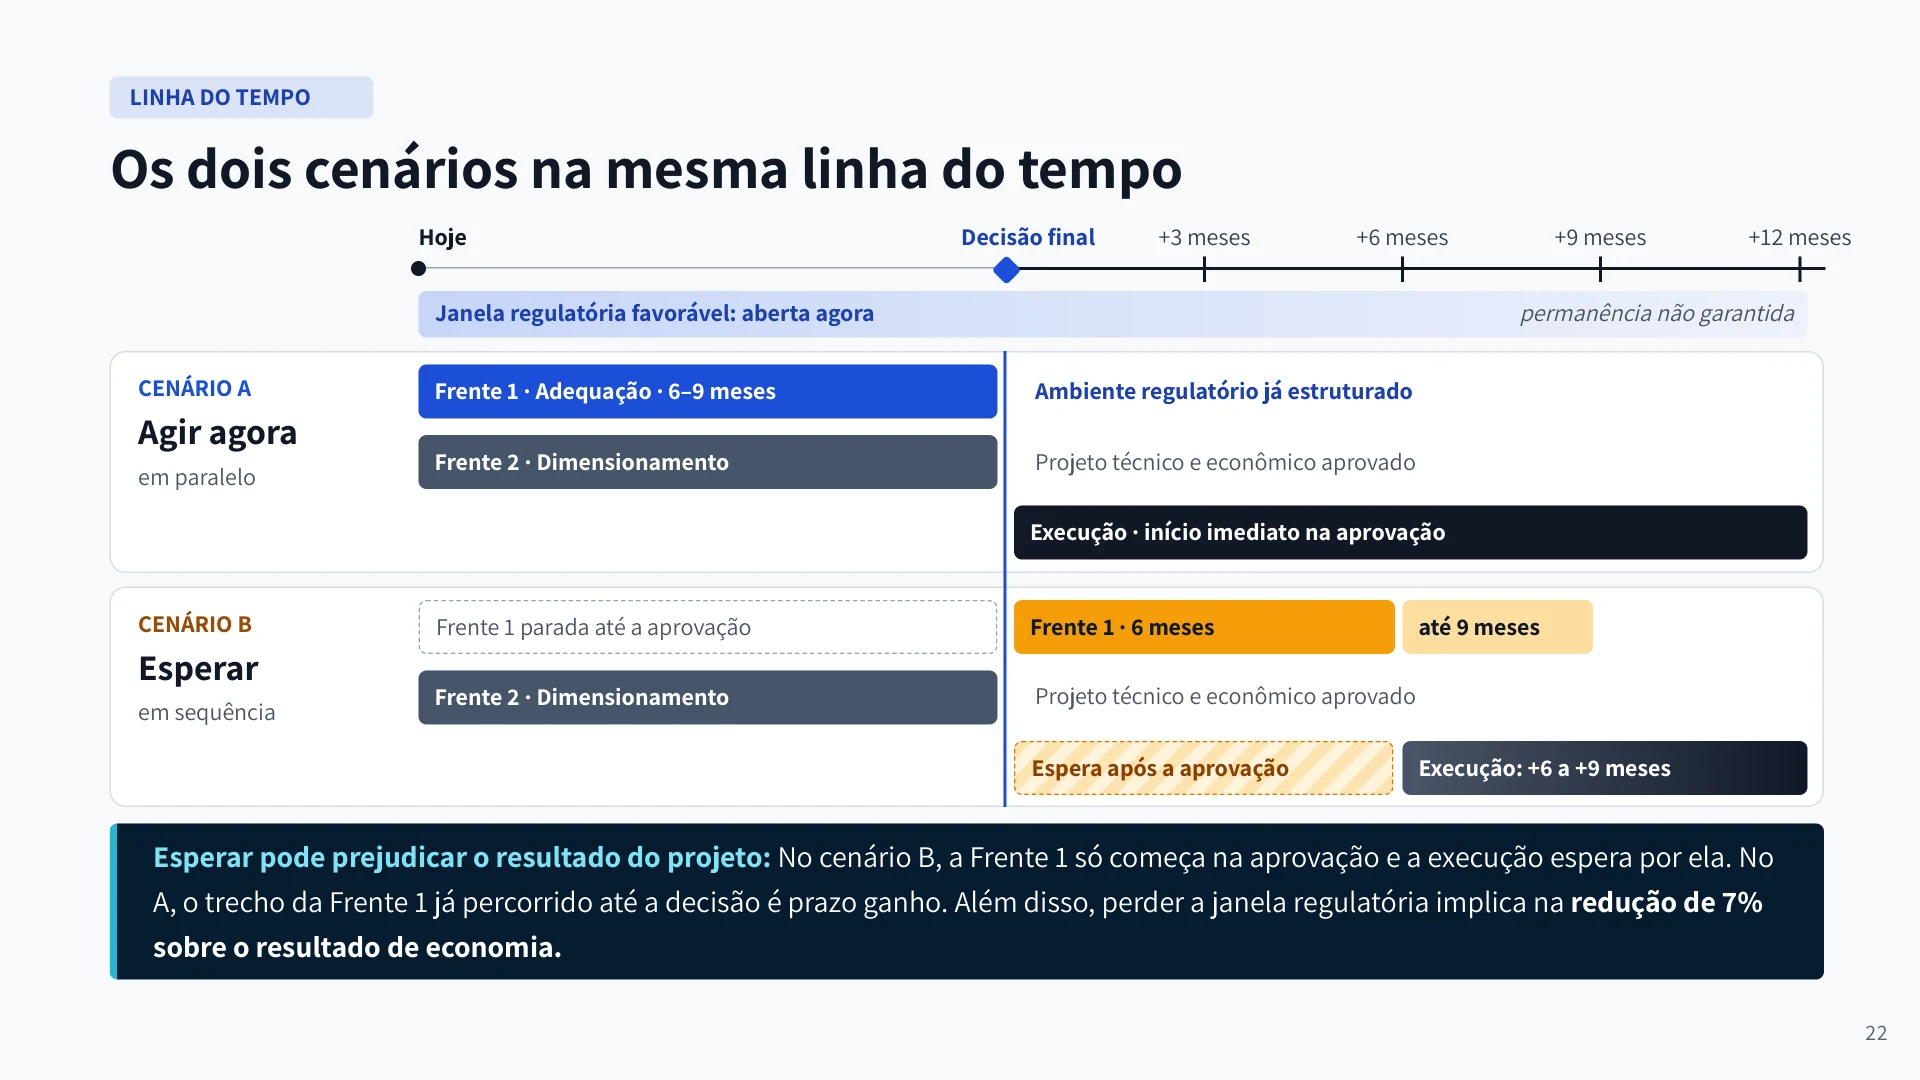 LINHA DO TEMPO
Os dois cenários na mesma linha do tempo
Hoje
Decisão final
+3 meses
+6 meses
+9 meses
+12 meses
Janela regulatória favorável: aberta agora
permanência não garantida
CENÁRIO A
Agir agora
em paralelo
Frente 1 · Adequação · 6–9 meses
Ambiente regulatório já estruturado
Frente 2 · Dimensionamento
Projeto técnico e econômico aprovado
Execução · início imediato na aprovação
CENÁRIO B
Esperar
em sequência
Frente 1 parada até a aprovação
Frente 1 · 6 meses
até 9 meses
Frente 2 · Dimensionamento
Projeto técnico e econômico aprovado
Espera após a aprovação
Execução: +6 a +9 meses
Esperar pode prejudicar o resultado do projeto: No cenário B, a Frente 1 só começa na aprovação e a execução espera por ela. No
A, o trecho da Frente 1 já percorrido até a decisão é prazo ganho. Além disso, perder a janela regulatória implica na redução de 7%
sobre o resultado de economia.
22